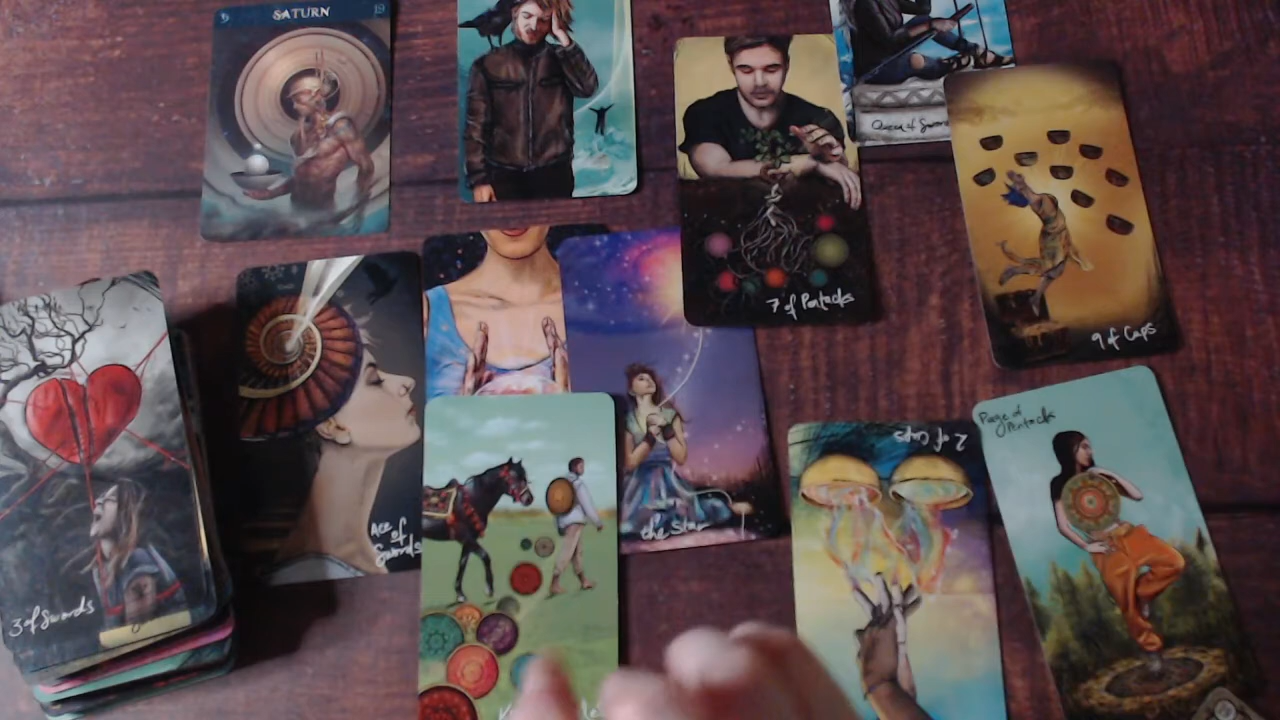 SATURN
19
Queen of Swords
7 of Pentacles
9 of Cups
Page of
Pentacles
2 of Cups
the Star
Ace of
Swords
3 of Swords